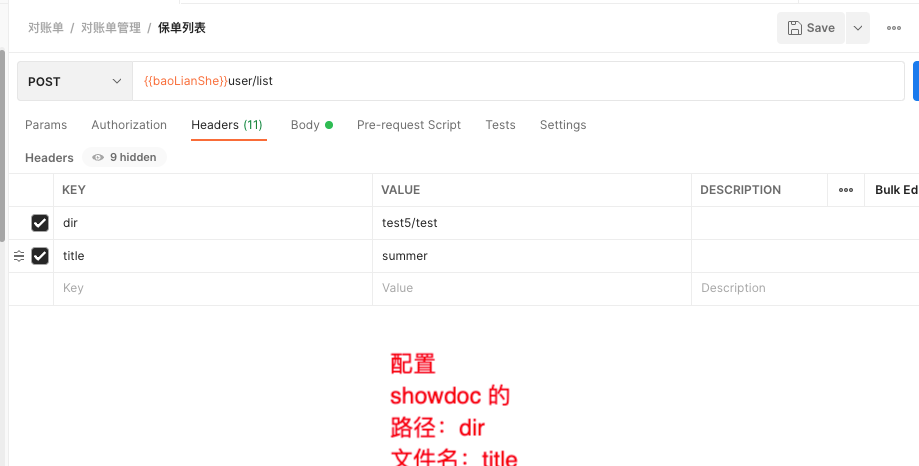 对账单 / 对账单管理 / 保单列表
Save
POST
{{baoLianShe}}user/list
Params Authorization Headers (11) Body Pre-request Script Tests Settings
Headers 9 hidden
KEY VALUE DESCRIPTION Bulk Ed
dir test5/test
title summer
Key Value Description
配置
showdoc 的
路径：dir
文件名：title